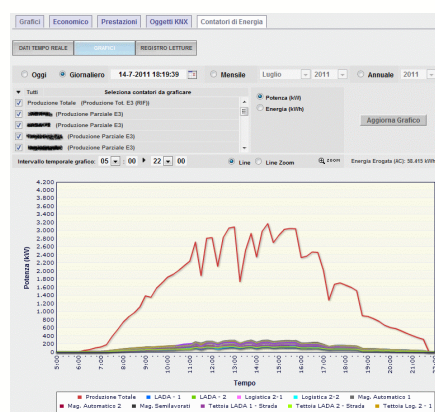 Grafici Economico Prestazioni Oggetti KNX Contatori di Energia
DATI TEMPO REALE GRAFICI REGISTRO LETTURE
Oggi Giornaliero 14-7-2011 18:19:39 Mensile Luglio - 2011 Annuale 2011
Tutti Seleziona contatori da graficare
Produzione Totale (Produzione Tot. E3 (RIF))
(Produzione Parziale E3)
(Produzione Parziale E3)
(Produzione Parziale E3)
(Produzione Parziale E3)
Potenza (kW)
Energia (kWh)
Aggiorna Grafico
Intervallo temporale grafico: 05 : 00 22 : 00 Line Line Zoom ZOOM Energia Erogata (AC): 58.415 kWh
4.200
4.000
3.800
3.600
3.400
3.200
3.000
2.800
2.600
2.400
2.200
2.000
1.800
1.600
1.400
1.200
1.000
800
600
400
200
0
Potenza (kW)
5:00 6:00 7:00 8:00 9:00 10:00 11:00 12:00 13:00 14:00 15:00 16:00 17:00 18:00 19:00 20:00 21:00
Tempo
Produzione Totale LADA - 1 LADA - 2 Logistica 2-1 Logistica 2-2 Mag. Automatico 1
Mag. Automatico 2 Mag. Semilavorati Tettoia LADA 1 - Strada Tettoia LADA 2 - Strada Tettoia Log. 2 - 1